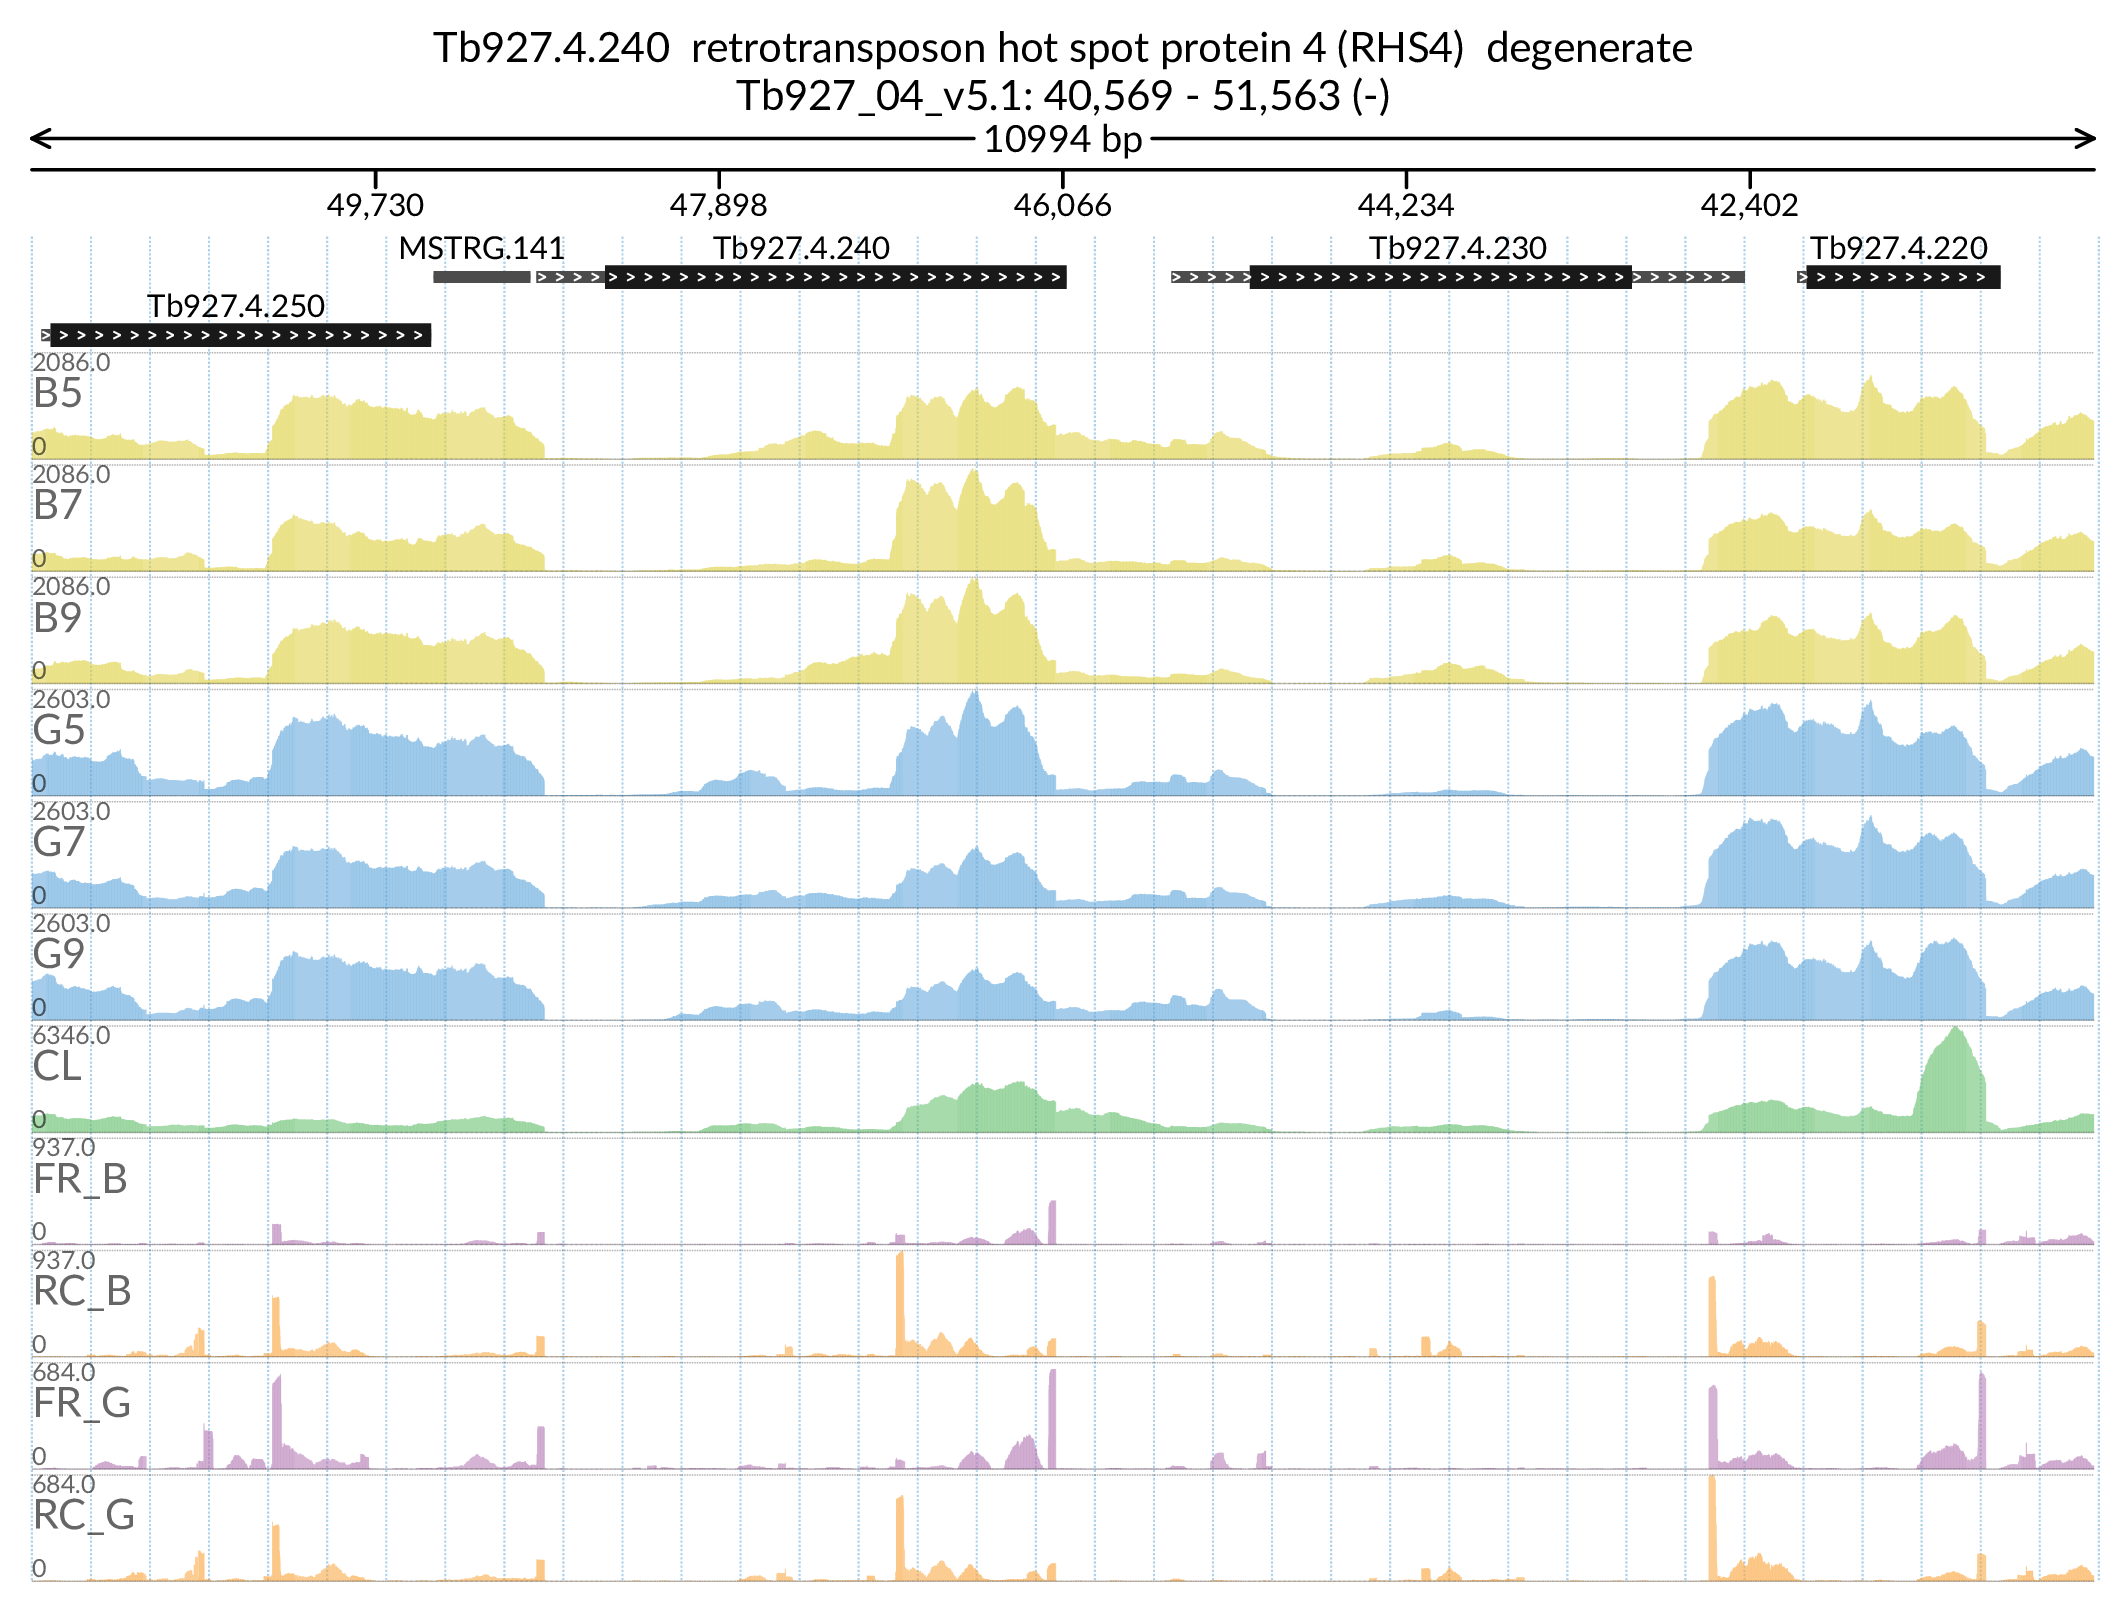 Tb927.4.240  retrotransposon hot spot protein 4 (RHS4)  degenerate
Tb927_04_v5.1: 40,569 - 51,563 (-)
10994 bp
49,730 47,898 46,066 44,234 42,402
MSTRG.141 Tb927.4.240 Tb927.4.230 Tb927.4.220
Tb927.4.250
2086.0
B5
0
2086.0
B7
0
2086.0
B9
0
2603.0
G5
0
2603.0
G7
0
2603.0
G9
0
6346.0
CL
0
937.0
FR_B
0
937.0
RC_B
0
684.0
FR_G
0
684.0
RC_G
0